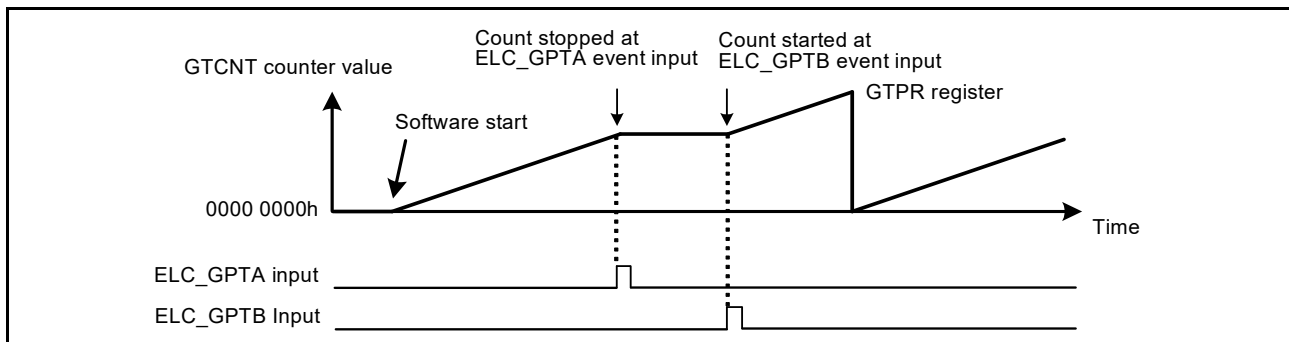 Count stopped at
ELC_GPTA event input
Count started at
ELC_GPTB event input
GTCNT counter value
GTPR register
Software start
0000 0000h
Time
ELC_GPTA input
ELC_GPTB Input